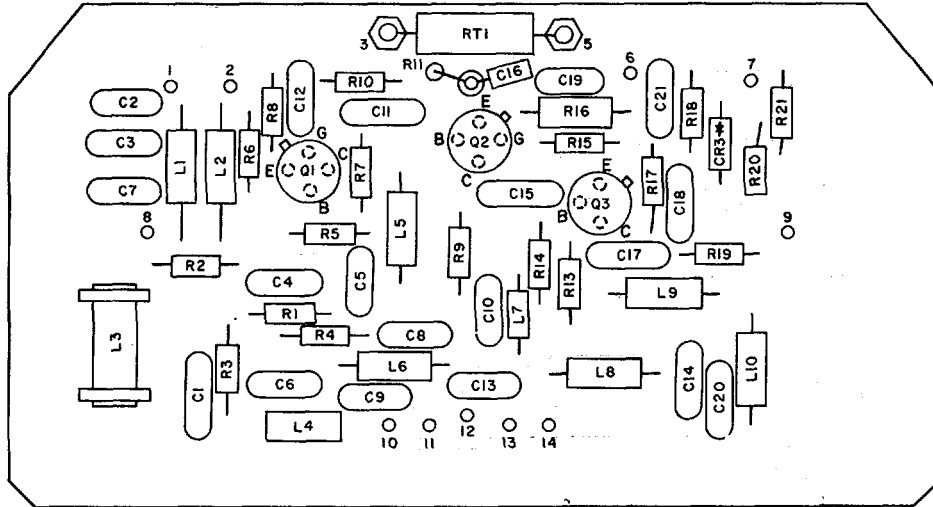 3
RT1
5
R11
C16
6
7
1
2
C2
C12
R10
C19
C21
R18
R21
R8
C11
R16
CR3*
E
G
C3
L1
L2
R6
B
Q2
G
R15
E
Q1
C
R7
C
E
R17
R20
C7
B
L5
C15
B
Q3
C18
8
R5
C
9
R9
R14
C17
R19
R2
C5
C4
R13
L9
R1
C10
L7
L3
R4
C8
R3
L6
L8
C14
L10
C1
C6
C13
C9
C20
L4
10
11
12
13
14